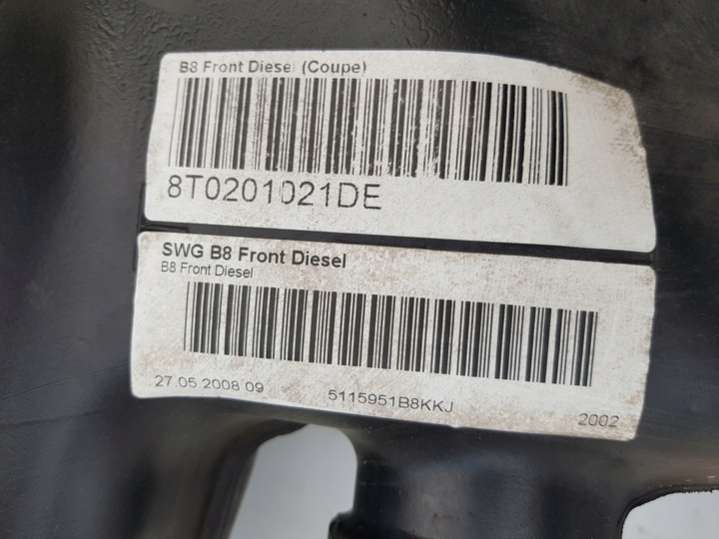 B8 Front Diesel (Coupe)
8T0201021DE
SWG B8 Front Diesel
B8 Front Diesel
27.05.2008 09
5115951B8KKJ
2002